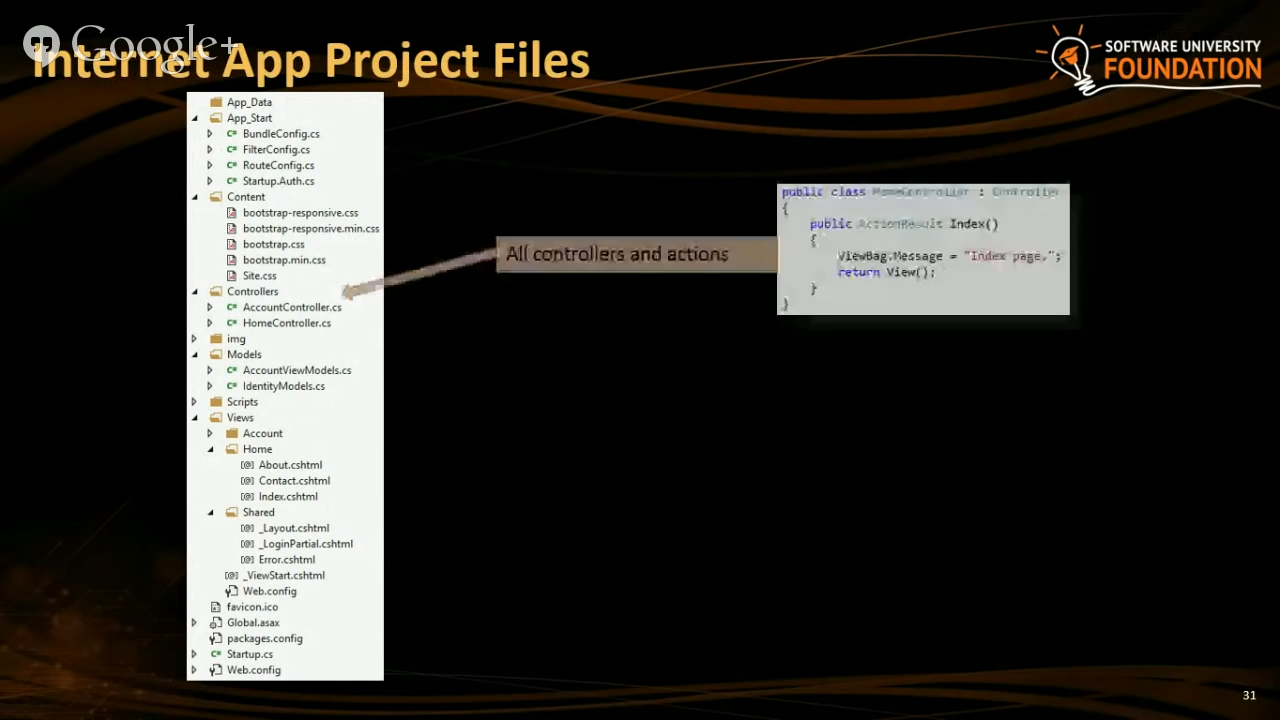 Google+
Internet App Project Files
SOFTWARE UNIVERSITY
FOUNDATION
App_Data
App_Start
BundleConfig.cs
FilterConfig.cs
RouteConfig.cs
Startup.Auth.cs
Content
bootstrap-responsive.css
bootstrap-responsive.min.css
bootstrap.css
bootstrap.min.css
Site.css
Controllers
AccountController.cs
HomeController.cs
img
Models
AccountViewModels.cs
IdentityModels.cs
Scripts
Views
Account
Home
About.cshtml
Contact.cshtml
Index.cshtml
Shared
_Layout.cshtml
_LoginPartial.cshtml
Error.cshtml
_ViewStart.cshtml
Web.config
favicon.ico
Global.asax
packages.config
Startup.cs
Web.config
All controllers and actions
public class HomeController : Controller
{
public ActionResult Index()
{
ViewBag.Message = "Index page.";
return View();
}
}
31